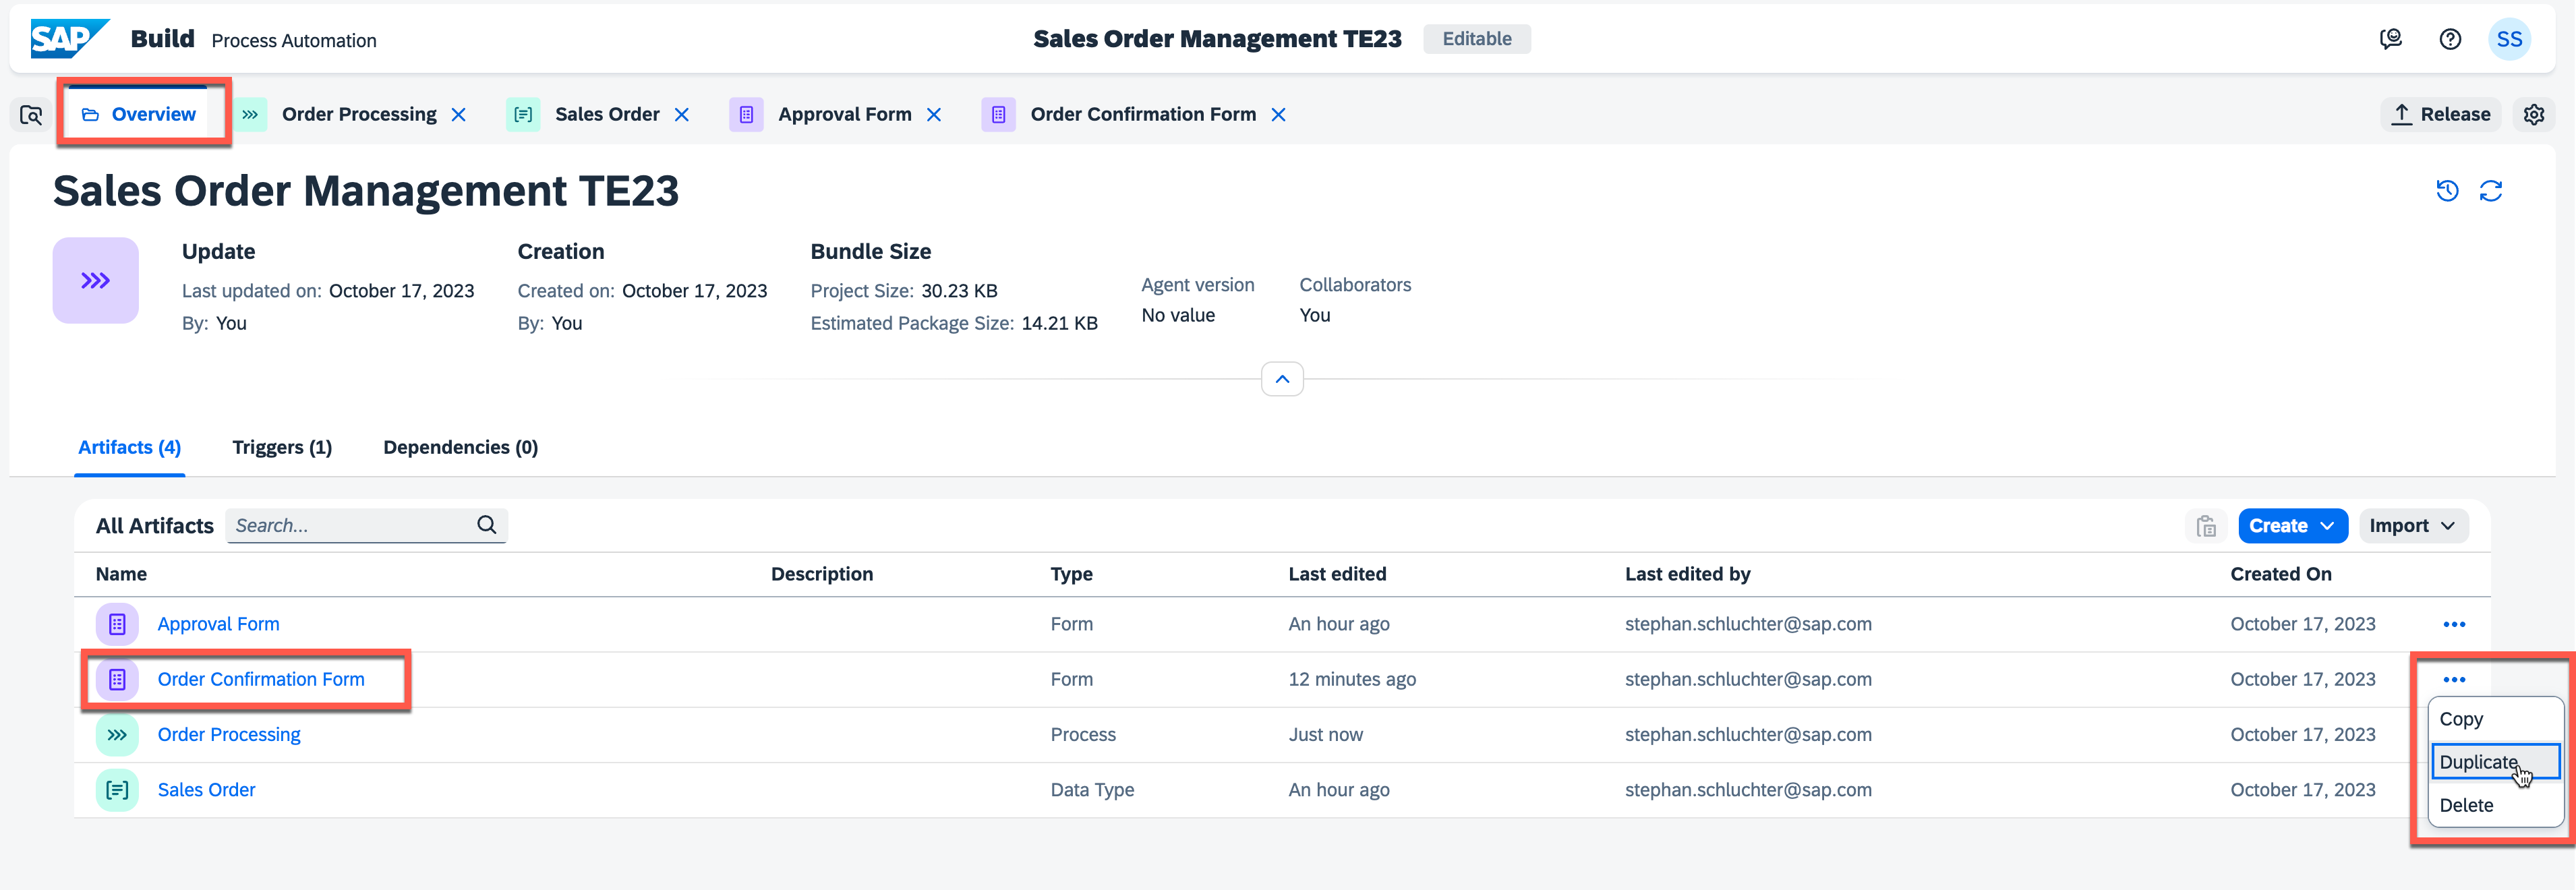 SAP Build Process Automation Sales Order Management TE23 Editable SS
Overview Order Processing Sales Order Approval Form Order Confirmation Form Release
Sales Order Management TE23
Update Creation Bundle Size
Last updated on: October 17, 2023 Created on: October 17, 2023 Project Size: 30.23 KB Agent version Collaborators
By: You By: You Estimated Package Size: 14.21 KB No value You
Artifacts (4) Triggers (1) Dependencies (0)
All Artifacts Search... Create Import
Name Description Type Last edited Last edited by Created On
Approval Form Form An hour ago stephan.schluchter@sap.com October 17, 2023
Order Confirmation Form Form 12 minutes ago stephan.schluchter@sap.com October 17, 2023
Copy
Order Processing Process Just now stephan.schluchter@sap.com October 17, 2023
Duplicate
Sales Order Data Type An hour ago stephan.schluchter@sap.com October 17, 2023
Delete